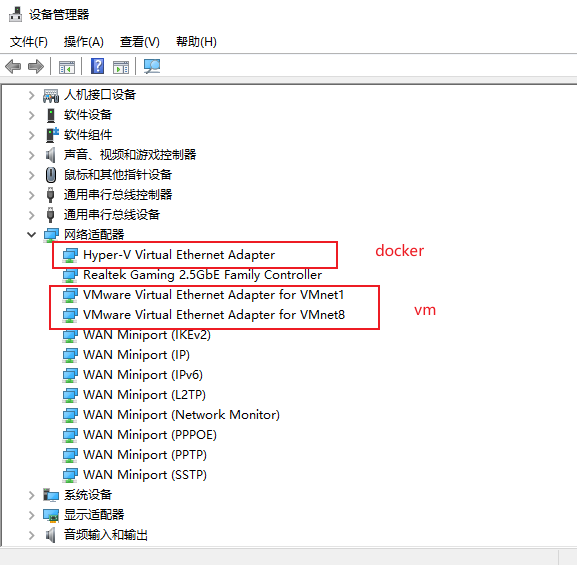 设备管理器
文件(F) 操作(A) 查看(V) 帮助(H)
人机接口设备
软件设备
软件组件
声音、视频和游戏控制器
鼠标和其他指针设备
通用串行总线控制器
通用串行总线设备
网络适配器
Hyper-V Virtual Ethernet Adapter docker
Realtek Gaming 2.5GbE Family Controller
VMware Virtual Ethernet Adapter for VMnet1
VMware Virtual Ethernet Adapter for VMnet8 vm
WAN Miniport (IKEv2)
WAN Miniport (IP)
WAN Miniport (IPv6)
WAN Miniport (L2TP)
WAN Miniport (Network Monitor)
WAN Miniport (PPPOE)
WAN Miniport (PPTP)
WAN Miniport (SSTP)
系统设备
显示适配器
音频输入和输出